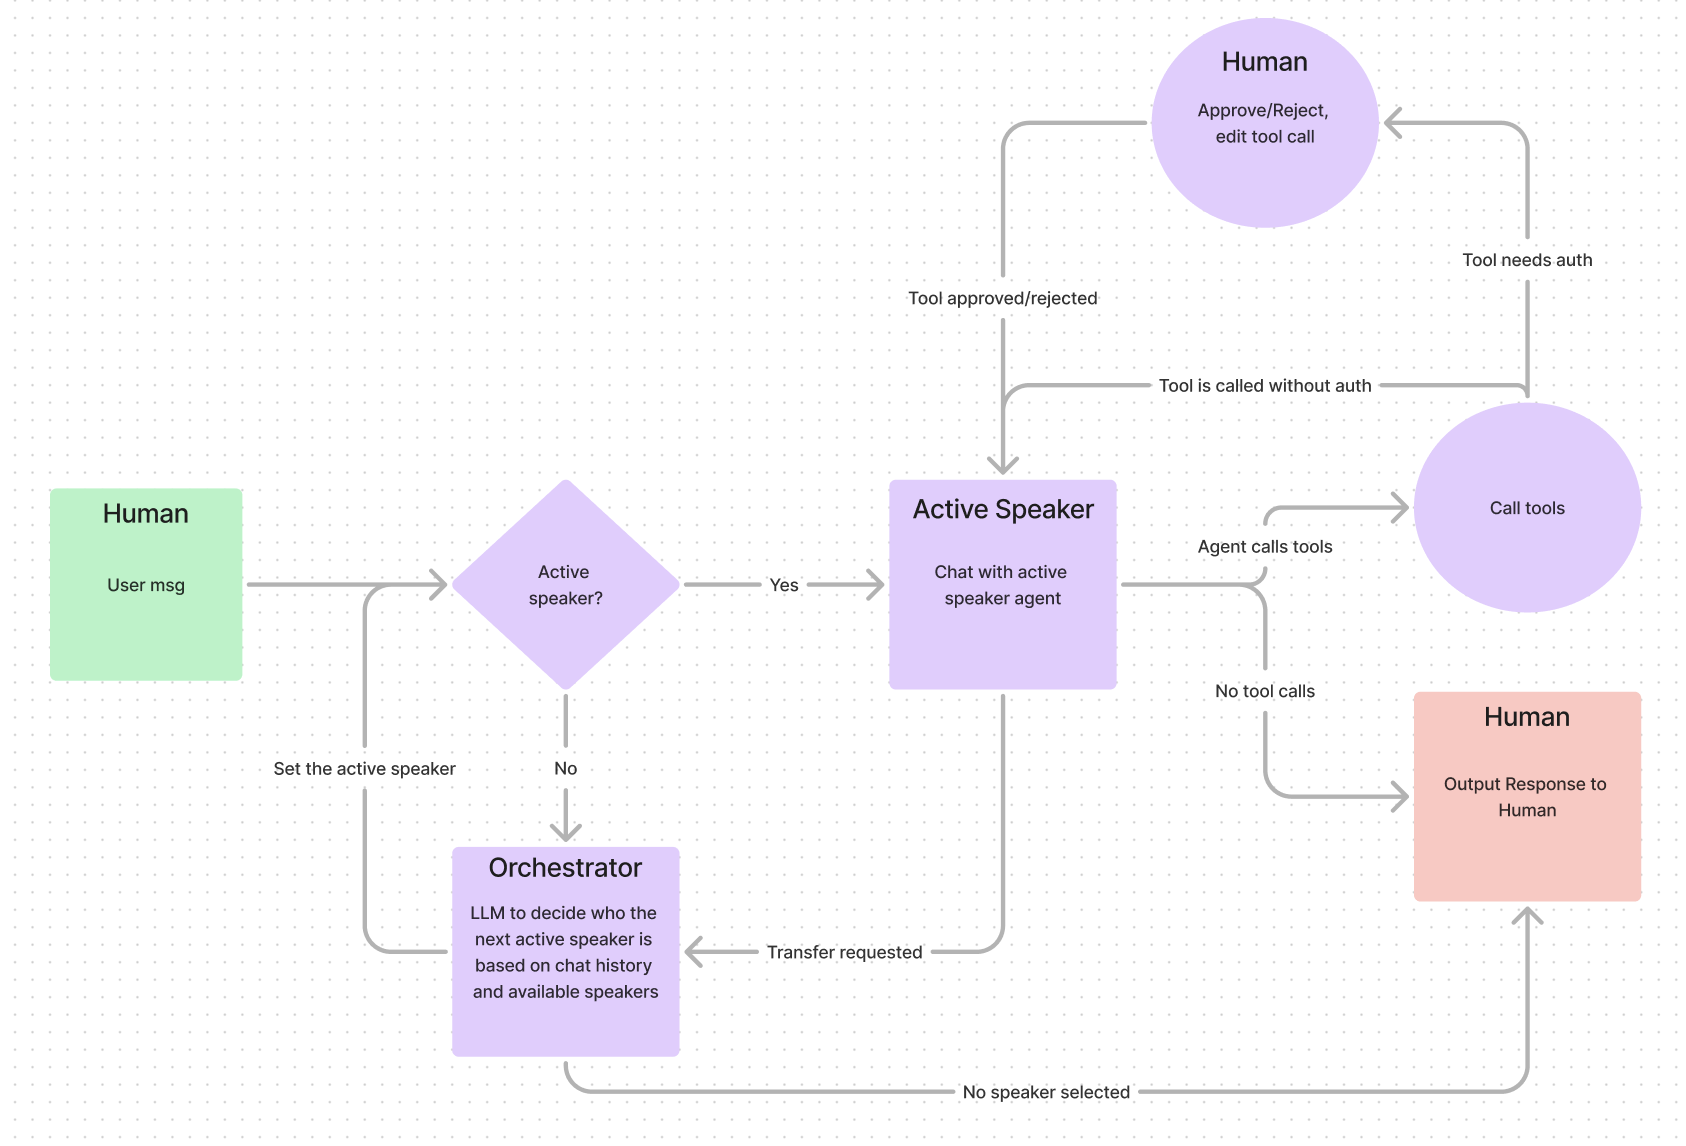 Human
Approve/Reject,
edit tool call
Tool needs auth
Tool approved/rejected
Tool is called without auth
Human
User msg
Active
speaker?
Yes
Active Speaker
Chat with active
speaker agent
Agent calls tools
Call tools
No tool calls
Human
Output Response to
Human
Set the active speaker
No
Orchestrator
LLM to decide who the
next active speaker is
based on chat history
and available speakers
Transfer requested
No speaker selected